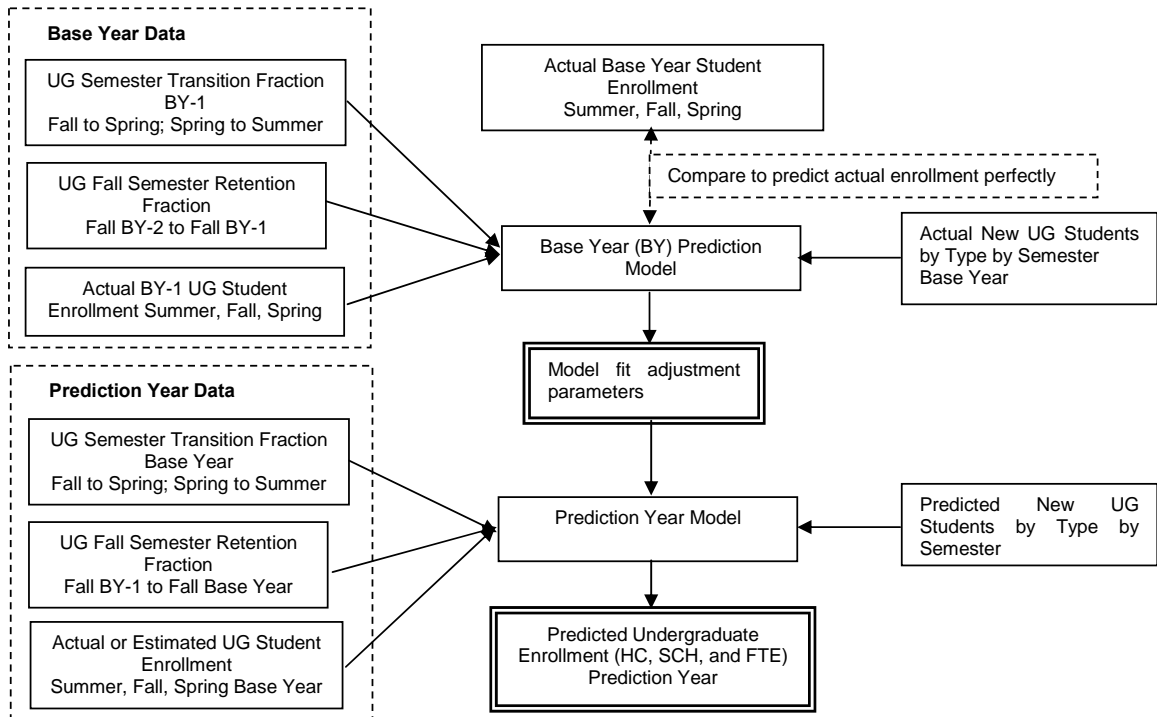 Base Year Data
UG Semester Transition Fraction
BY-1
Fall to Spring; Spring to Summer
UG Fall Semester Retention
Fraction
Fall BY-2 to Fall BY-1
Actual BY-1 UG Student
Enrollment Summer, Fall, Spring
Actual Base Year Student
Enrollment
Summer, Fall, Spring
Compare to predict actual enrollment perfectly
Base Year (BY) Prediction
Model
Actual New UG Students
by Type by Semester
Base Year
Model fit adjustment
parameters
Prediction Year Data
UG Semester Transition Fraction
Base Year
Fall to Spring; Spring to Summer
UG Fall Semester Retention
Fraction
Fall BY-1 to Fall Base Year
Actual or Estimated UG Student
Enrollment
Summer, Fall, Spring Base Year
Prediction Year Model
Predicted New UG
Students by Type by
Semester
Predicted Undergraduate
Enrollment (HC, SCH, and FTE)
Prediction Year